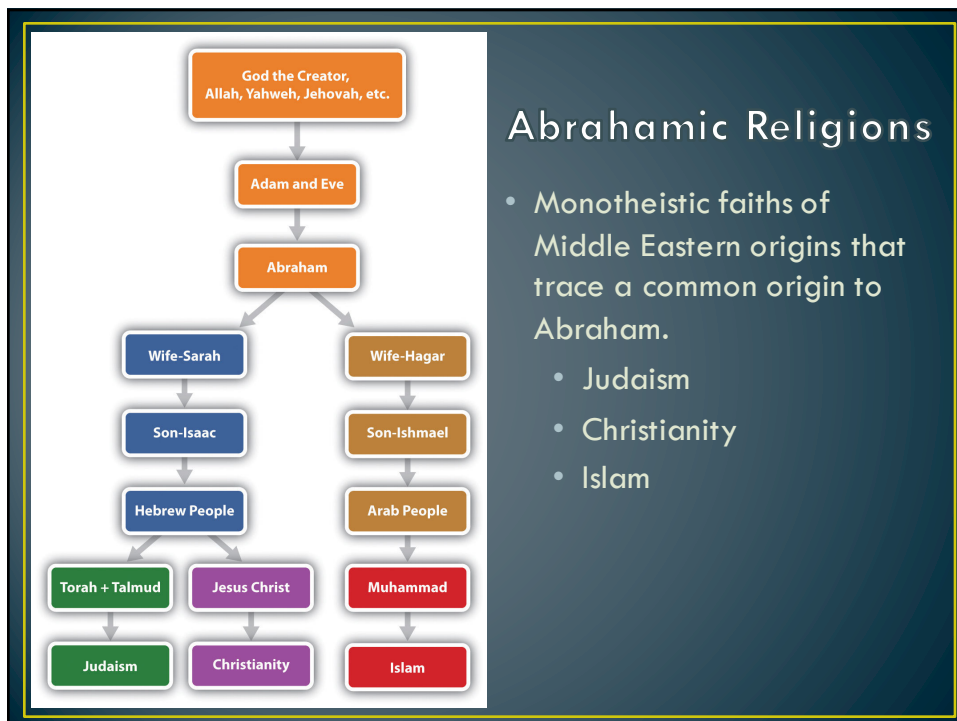 God the Creator,
Allah, Yahweh, Jehovah, etc.
Adam and Eve
Abraham
Wife-Sarah
Wife-Hagar
Son-Isaac
Son-Ishmael
Hebrew People
Arab People
Torah + Talmud
Jesus Christ
Muhammad
Judaism
Christianity
Islam
Abrahamic Religions
• Monotheistic faiths of
Middle Eastern origins that
trace a common origin to
Abraham.
• Judaism
• Christianity
• Islam